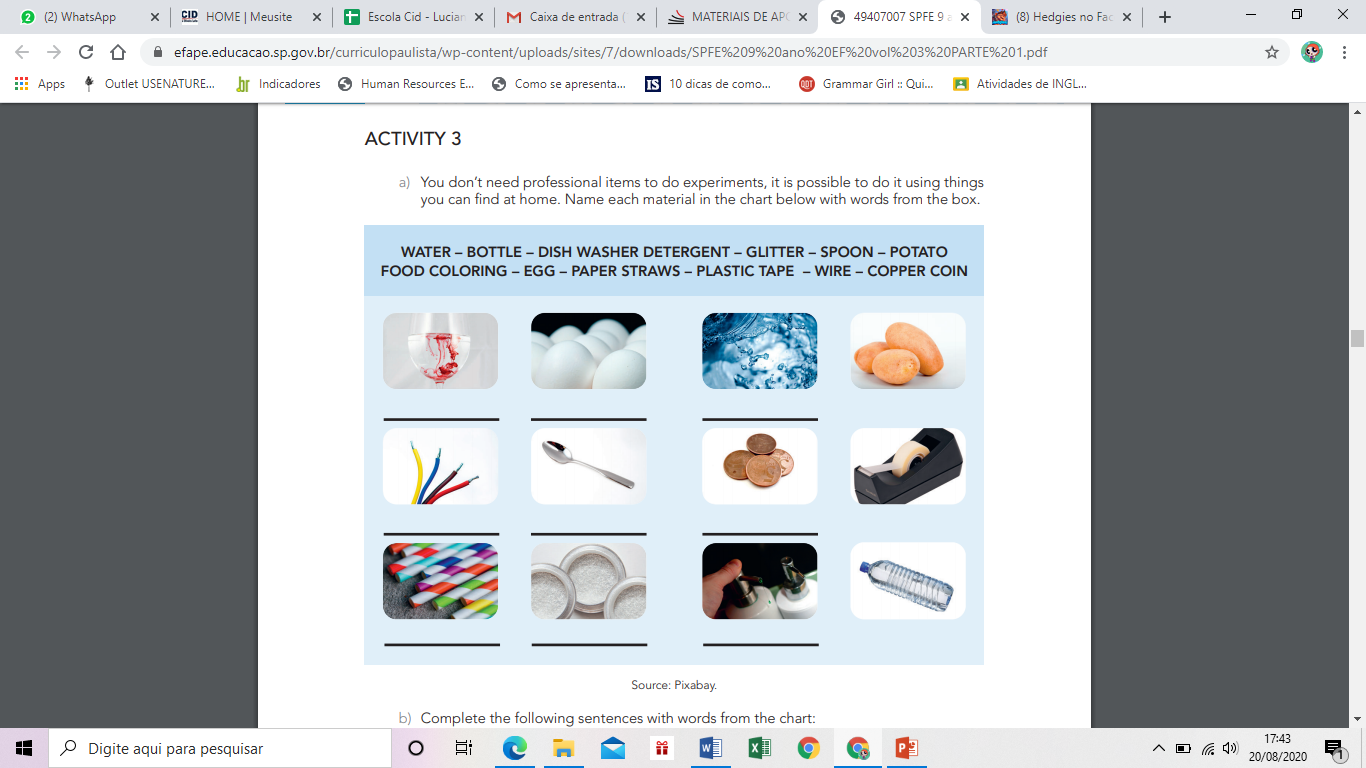 (2) WhatsApp
HOME | Meusite
Escola Cid - Lucian
Caixa de entrada (
MATERIAIS DE APO
49407007 SPFE 9 a
(8) Hedgies no Fac
efape.educacao.sp.gov.br/curriculopaulista/wp-content/uploads/sites/7/downloads/SPFE%209%20ano%20EF%20vol%203%20PARTE%201.pdf
Apps
Outlet USENATURE...
Indicadores
Human Resources E...
Como se apresenta...
10 dicas de como...
Grammar Girl :: Qui...
Atividades de INGL...
ACTIVITY 3
a) You don't need professional items to do experiments, it is possible to do it using things
you can find at home. Name each material in the chart below with words from the box.
WATER – BOTTLE – DISH WASHER DETERGENT – GLITTER – SPOON – POTATO
FOOD COLORING – EGG – PAPER STRAWS – PLASTIC TAPE – WIRE – COPPER COIN
Source: Pixabay.
b) Complete the following sentences with words from the chart:
Digite aqui para pesquisar
17:43
20/08/2020